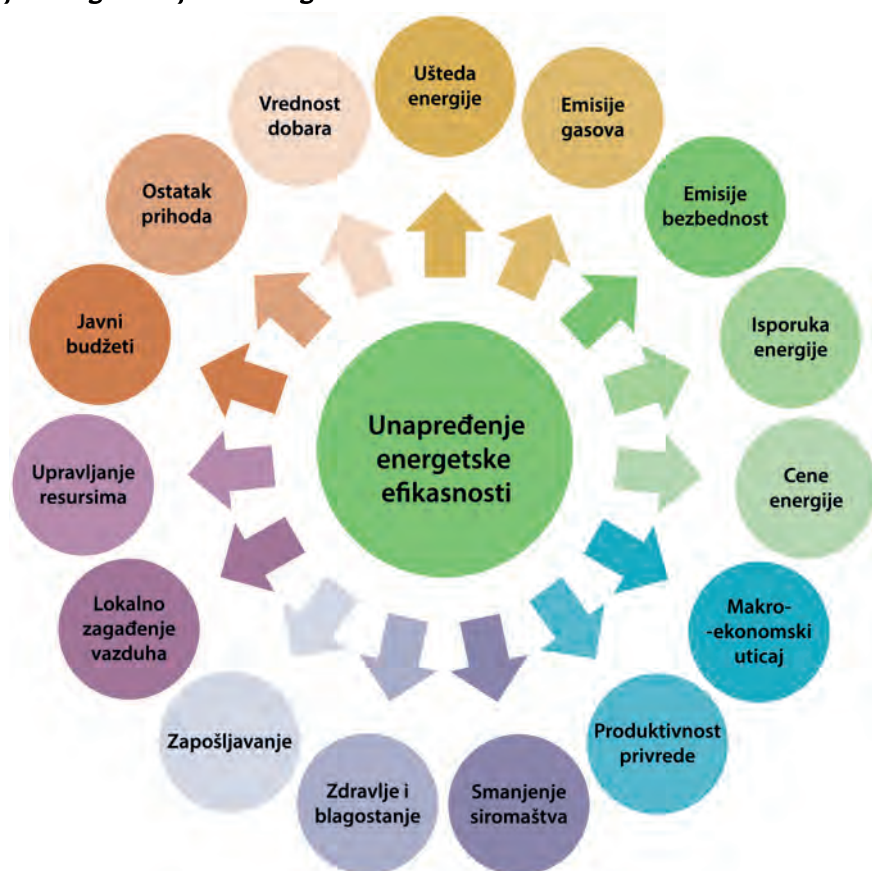 Unapređenje
energetske
efikasnosti
Ušteda
energije
Emisije
gasova
Emisije
bezbednost
Isporuka
energije
Cene
energije
Makro-
-ekonomski
uticaj
Produktivnost
privrede
Smanjenje
siromaštva
Zdravlje i
blagostanje
Zapošljavanje
Lokalno
zagađenje
vazduha
Upravljanje
resursima
Javni
budžeti
Ostatak
prihoda
Vrednost
dobara